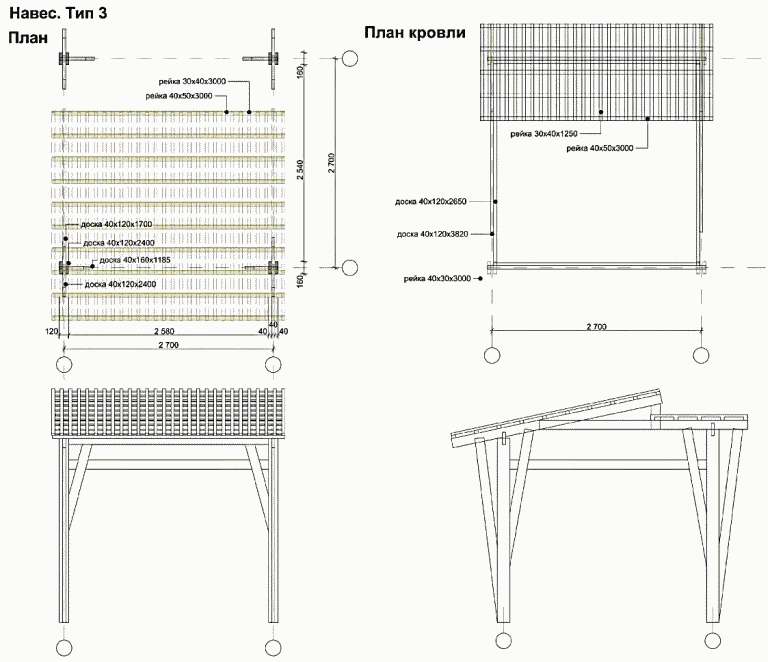 Навес. Тип 3
План
План кровли
рейка 30х40х3000
рейка 40х50х3000
160
2 540
2 700
160
доска 40х120х1700
доска 40х120х2400
доска 40х160х1185
доска 40х120х2400
120
2 580
40
40
40
2 700
рейка 30х40х1250
рейка 40х50х3000
доска 40х120х2650
доска 40х120х3820
рейка 40х30х3000
2 700